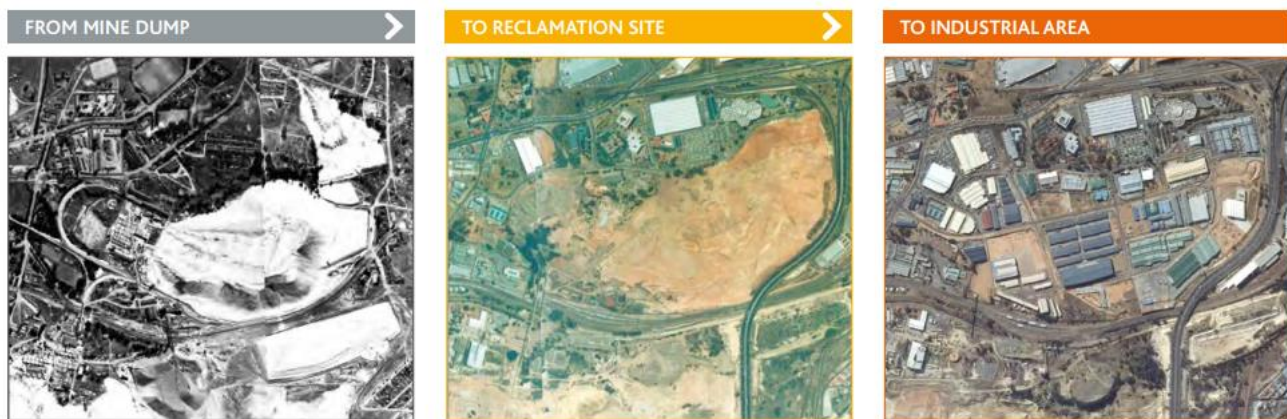 FROM MINE DUMP
TO RECLAMATION SITE
TO INDUSTRIAL AREA